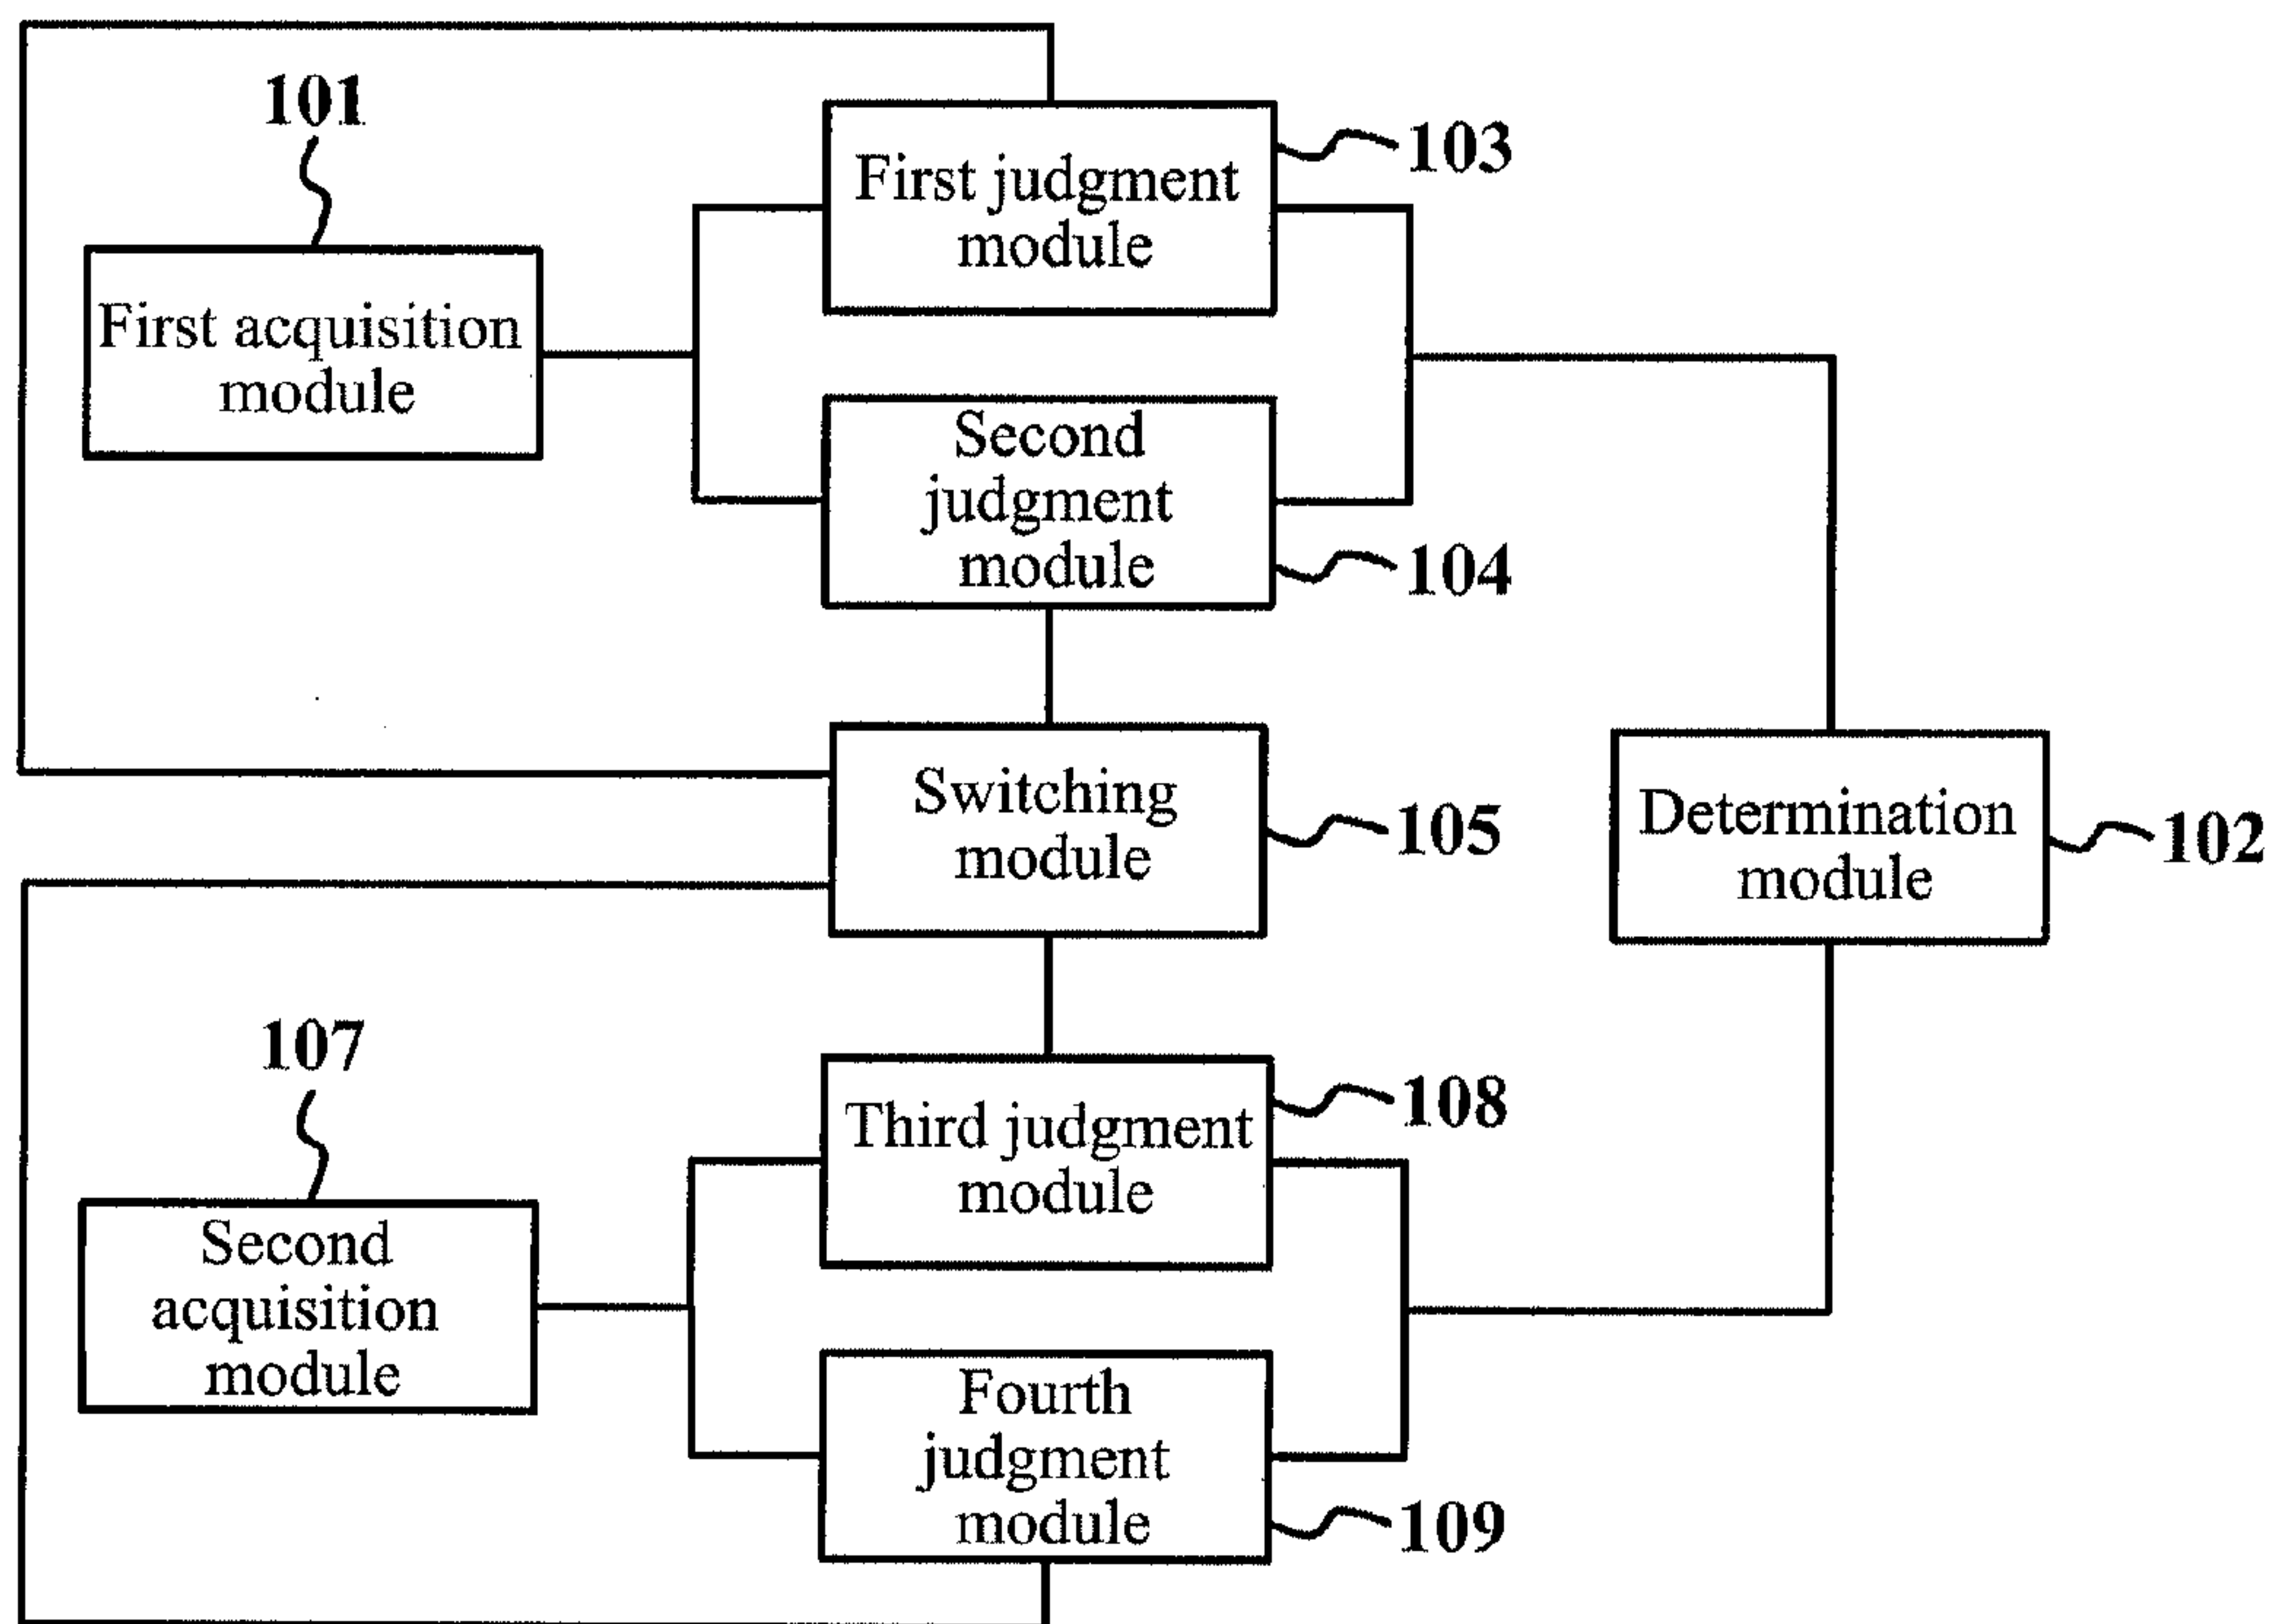 101
103
First judgment
module
First acquisition
module
Second
judgment
module
104
Switching
module
105
Determination
module
102
107
108
Third judgment
module
Second
acquisition
module
Fourth
judgment
module
109